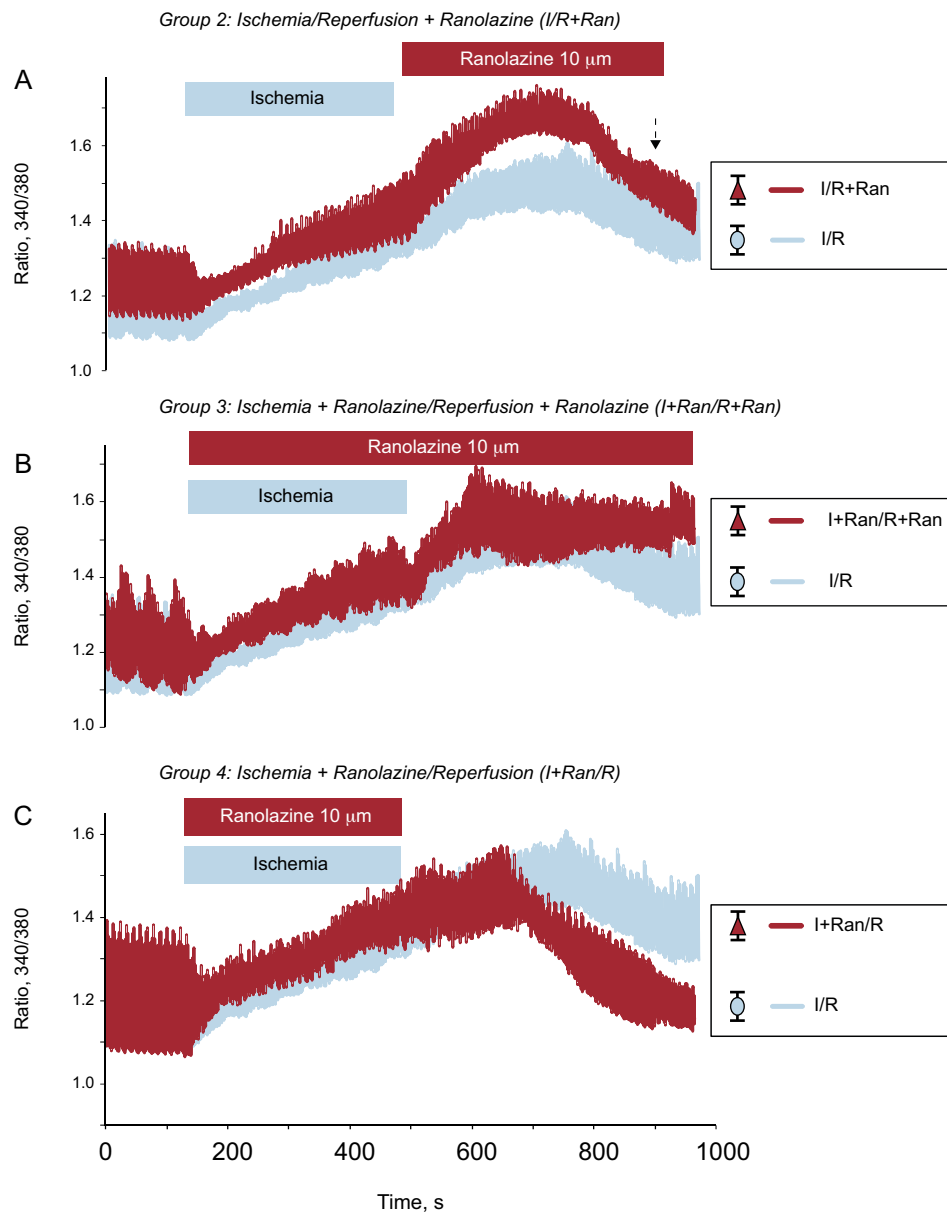 Group 2: Ischemia/Reperfusion + Ranolazine (I/R+Ran)
Ranolazine 10 μm
A
Ischemia
1.6
1.4
1.2
1.0
Ratio, 340/380
I/R+Ran
I/R
Group 3: Ischemia + Ranolazine/Reperfusion + Ranolazine (I+Ran/R+Ran)
Ranolazine 10 μm
B
Ischemia
1.6
1.4
1.2
1.0
Ratio, 340/380
I+Ran/R+Ran
I/R
Group 4: Ischemia + Ranolazine/Reperfusion (I+Ran/R)
Ranolazine 10 μm
C
Ischemia
1.6
1.4
1.2
1.0
Ratio, 340/380
I+Ran/R
I/R
0 200 400 600 800 1000
Time, s